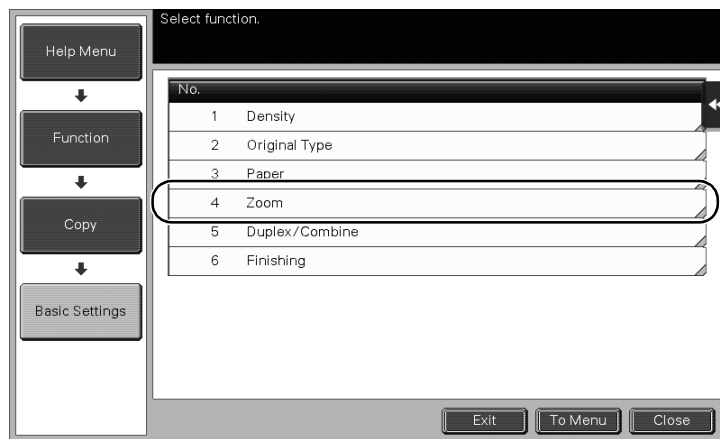 Select function.
Help Menu
Function
Copy
Basic Settings
No.
1 Density
2 Original Type
3 Paper
4 Zoom
5 Duplex/Combine
6 Finishing
Exit To Menu Close